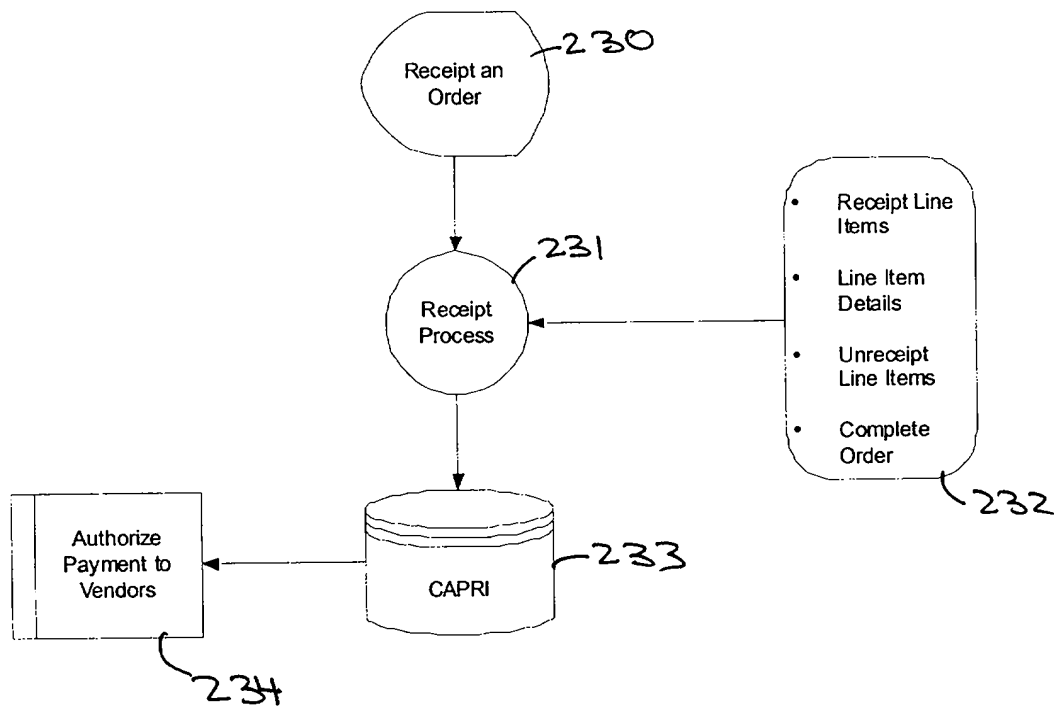 Receipt an
Order
230
231
Receipt
Process
• Receipt Line
Items
• Line Item
Details
• Unreceipt
Line Items
• Complete
Order
232
CAPRI
233
Authorize
Payment to
Vendors
234